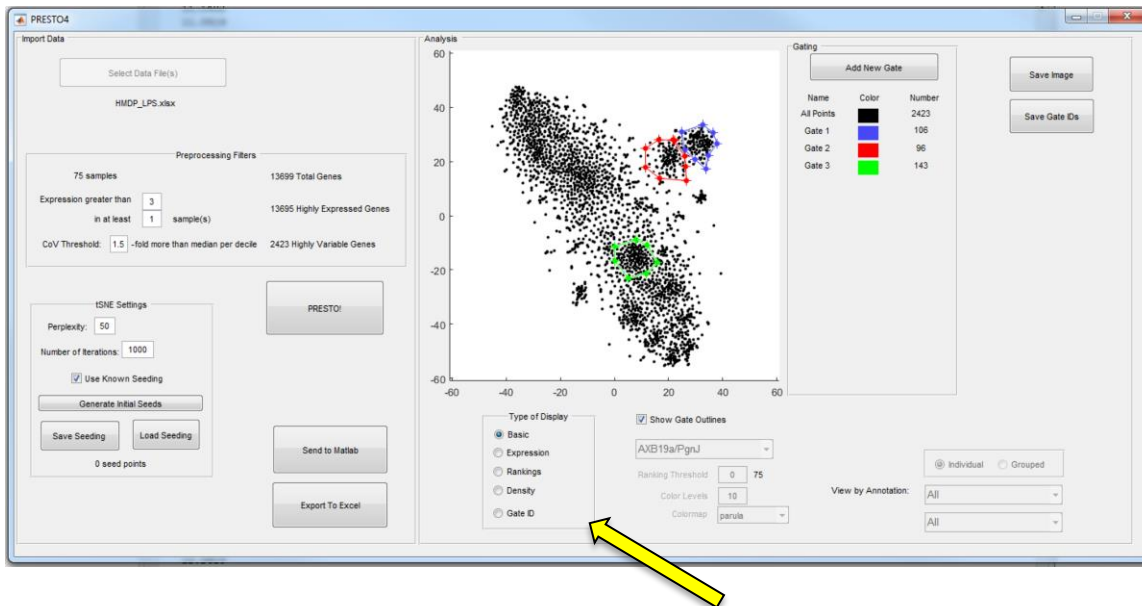 PRESTO4
Import Data
Select Data File(s)
HMDP_LPS.xlsx
Preprocessing Filters
75 samples
13699 Total Genes
Expression greater than 3
in at least 1 sample(s)
13695 Highly Expressed Genes
CoV Threshold: 1.5 -fold more than median per decile
2423 Highly Variable Genes
tSNE Settings
Perplexity: 50
Number of Iterations: 1000
Use Known Seeding
Generate Initial Seeds
Save Seeding
Load Seeding
0 seed points
PRESTO!
Send to Matlab
Export To Excel
Analysis
60
40
20
0
-20
-40
-60
-60 -40 -20 0 20 40 60
Type of Display
Basic
Expression
Rankings
Density
Gate ID
Show Gate Outlines
AXB19a/PgnJ
Ranking Threshold 0 75
Color Levels 10
Colormap parula
Gating
Add New Gate
Name Color Number
All Points 2423
Gate 1 106
Gate 2 96
Gate 3 143
Save Image
Save Gate IDs
Individual Grouped
View by Annotation: All
All